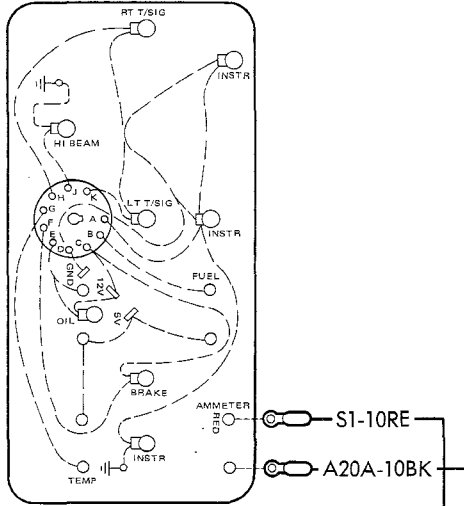 RT T/SIG
INSTR
HI BEAM
J
H
K
G
LT T/SIG
A
F
B
INSTR
E
C
D
GND
12V
FUEL
OIL
5V
BRAKE
AMMETER
RED
S1-10RE
INSTR
A20A-10BK
TEMP